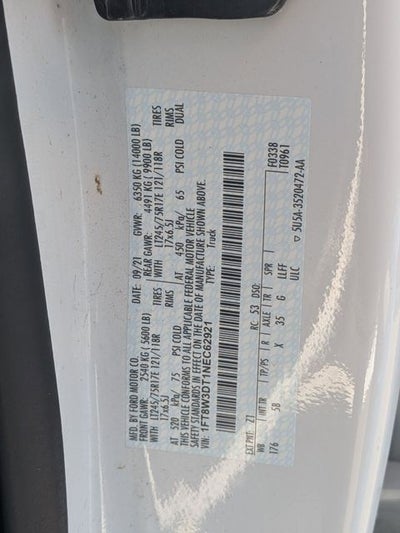 MFD. BY FORD MOTOR CO.
DATE: 09/21 GVWR: 6350 KG (14000 LB)
FRONT GAWR: 2540 KG ( 5600 LB)
REAR GAWR: 4491 KG ( 9900 LB)
WITH
LT245/75R17E 121/118R TIRES
17x6.5J RIMS
AT 520 kPa/ 75 PSI COLD
WITH
LT245/75R17E 121/118R TIRES
17x6.5J RIMS
AT 450 kPa/ 65 PSI COLD DUAL
THIS VEHICLE CONFORMS TO ALL APPLICABLE FEDERAL MOTOR VEHICLE
SAFETY STANDARDS IN EFFECT ON THE DATE OF MANUFACTURE SHOWN ABOVE.
VIN: 1FT8W3DT1NEC62921
TYPE: Truck
F0338
T0961
EXT PNT: Z1 RC: 53 DSO:
WB INT TR TP/PS R AXLE TR SPR
176 5B X 35 G LLFF
ULC
5U5A-3520472-AA